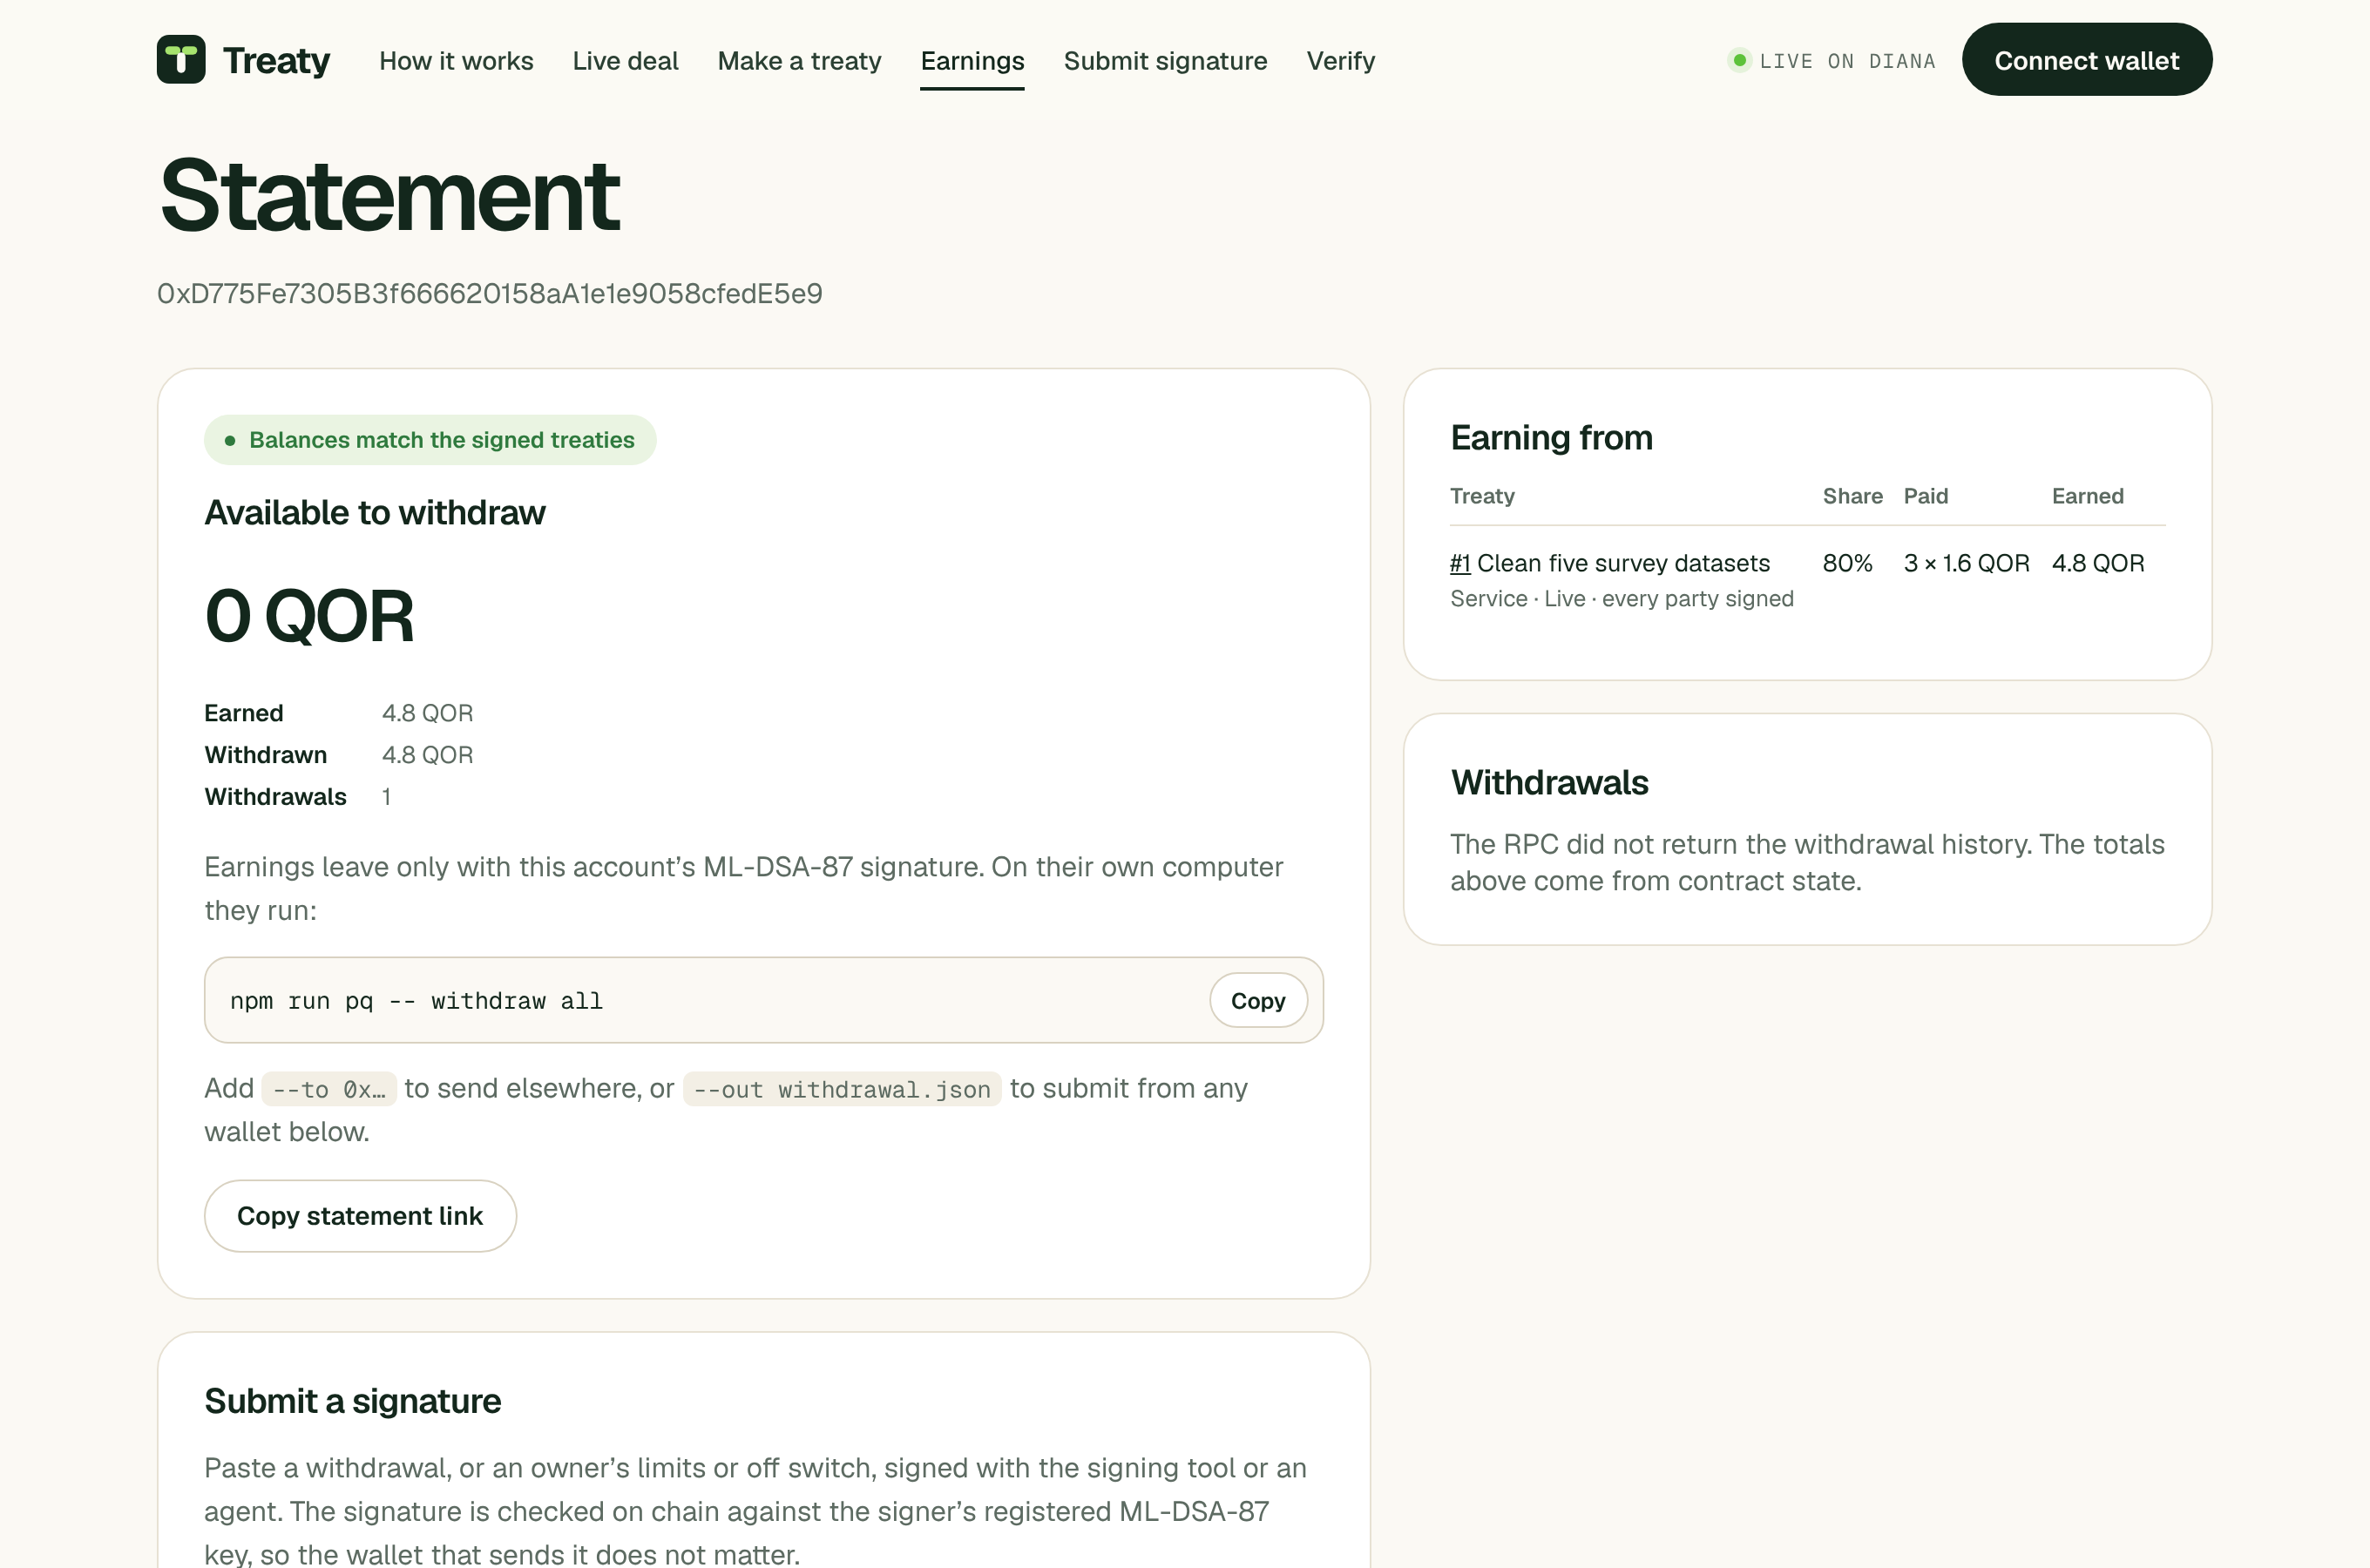 Treaty
How it works
Live deal
Make a treaty
Earnings
Submit signature
Verify
LIVE ON DIANA
Connect wallet
Statement
0xD775Fe7305B3f666620158aA1e1e9058cfedE5e9
Balances match the signed treaties
Available to withdraw
0 QOR
Earned 4.8 QOR
Withdrawn 4.8 QOR
Withdrawals 1
Earnings leave only with this account’s ML-DSA-87 signature. On their own computer
they run:
npm run pq -- withdraw all
Copy
Add --to 0x… to send elsewhere, or --out withdrawal.json to submit from any
wallet below.
Copy statement link
Submit a signature
Paste a withdrawal, or an owner’s limits or off switch, signed with the signing tool or an
agent. The signature is checked on chain against the signer’s registered ML-DSA-87
key, so the wallet that sends it does not matter.
Earning from
Treaty Share Paid Earned
#1 Clean five survey datasets 80% 3 × 1.6 QOR 4.8 QOR
Service · Live · every party signed
Withdrawals
The RPC did not return the withdrawal history. The totals
above come from contract state.